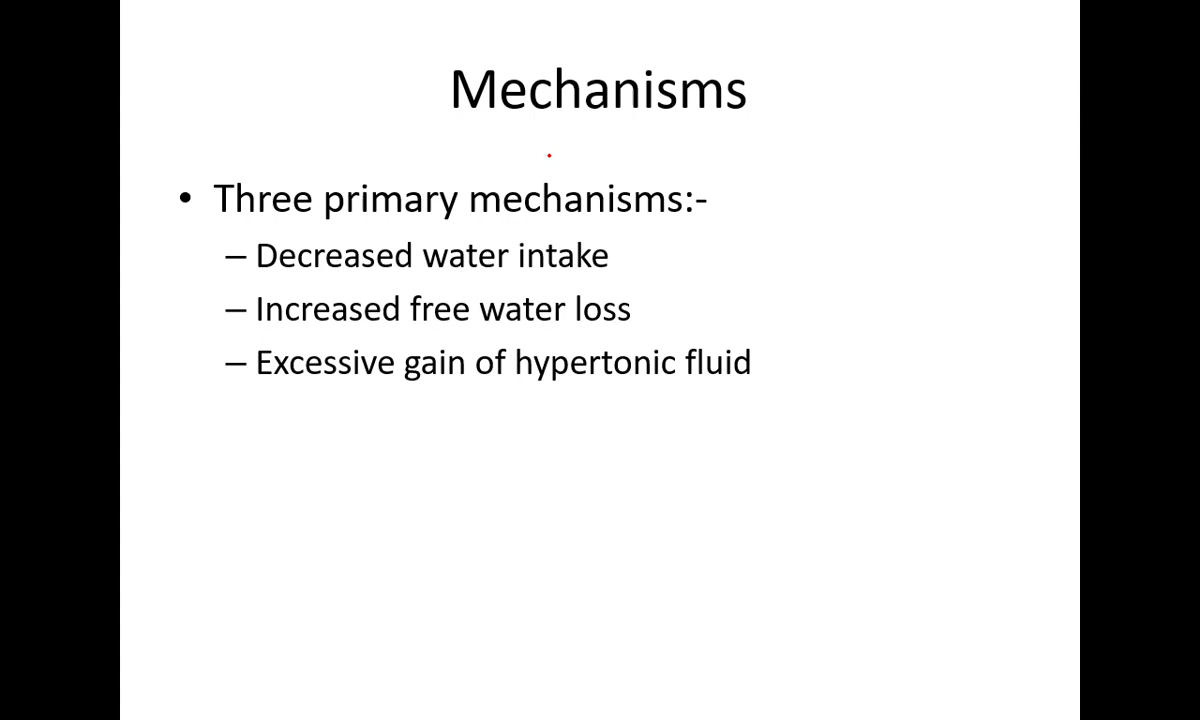 Mechanisms
• Three primary mechanisms:-
– Decreased water intake
– Increased free water loss
– Excessive gain of hypertonic fluid